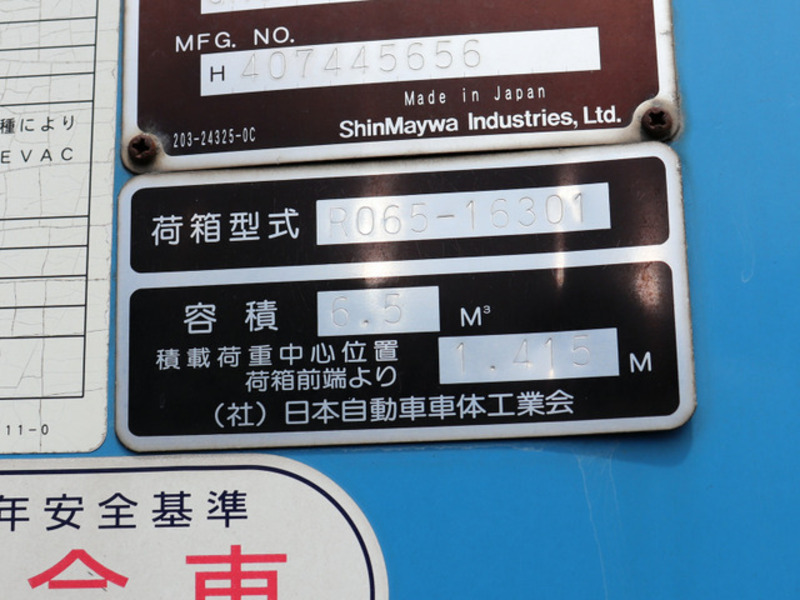 MFG. NO.
H 407445656
Made in Japan
203-24325-0C
ShinMaywa Industries, Ltd.
種により
EVAC
荷箱型式 R065-16301
容積 6.5 M³
積載荷重中心位置
荷箱前端より 1.415 M
(社)日本自動車車体工業会
11-0
年安全基準
合車